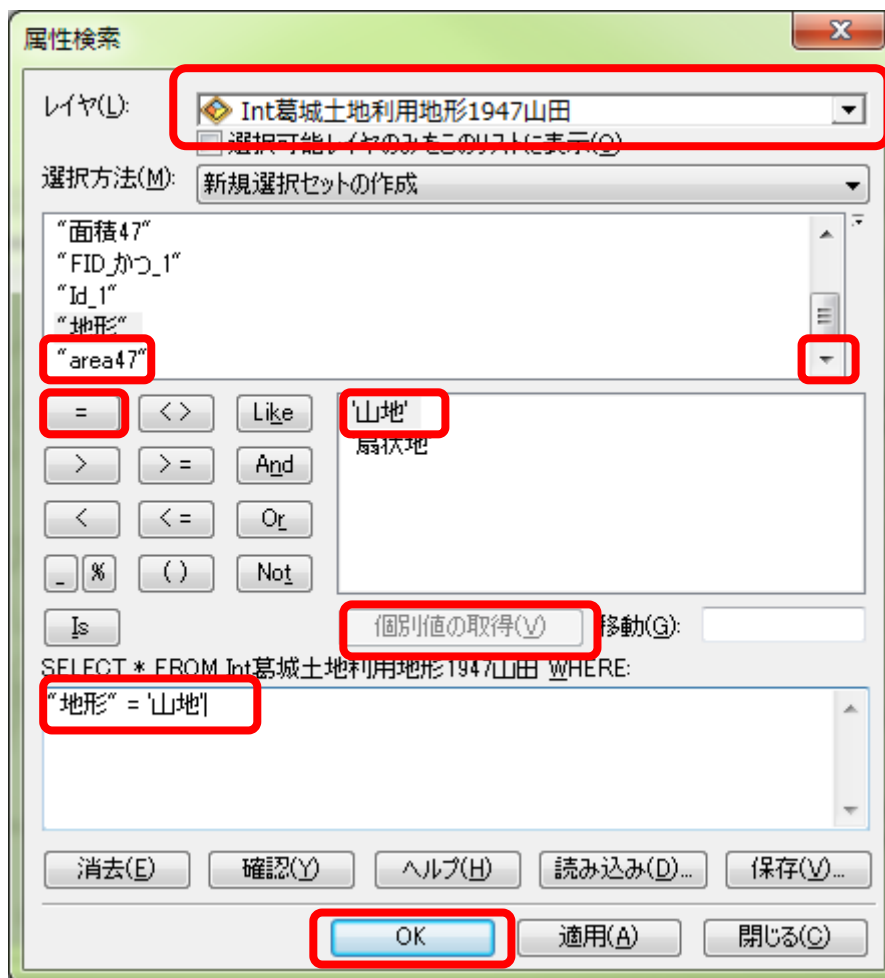 属性検索
レイヤ(L): Int葛城土地利用地形1947山田
選択可能レイヤのみをこのリストに表示(O)
選択方法(M): 新規選択セットの作成
"面積47"
"FID_かつ_1"
"Id_1"
"地形"
"area47"
= < > Like '山地'
'扇状地'
> > = And
< < = Or
_ % ( ) Not
Is 個別値の取得(V) 移動(G):
SELECT * FROM Int葛城土地利用地形1947山田 WHERE:
"地形" = '山地'
消去(E) 確認(Y) ヘルプ(H) 読み込み(D)... 保存(V)...
OK 適用(A) 閉じる(C)